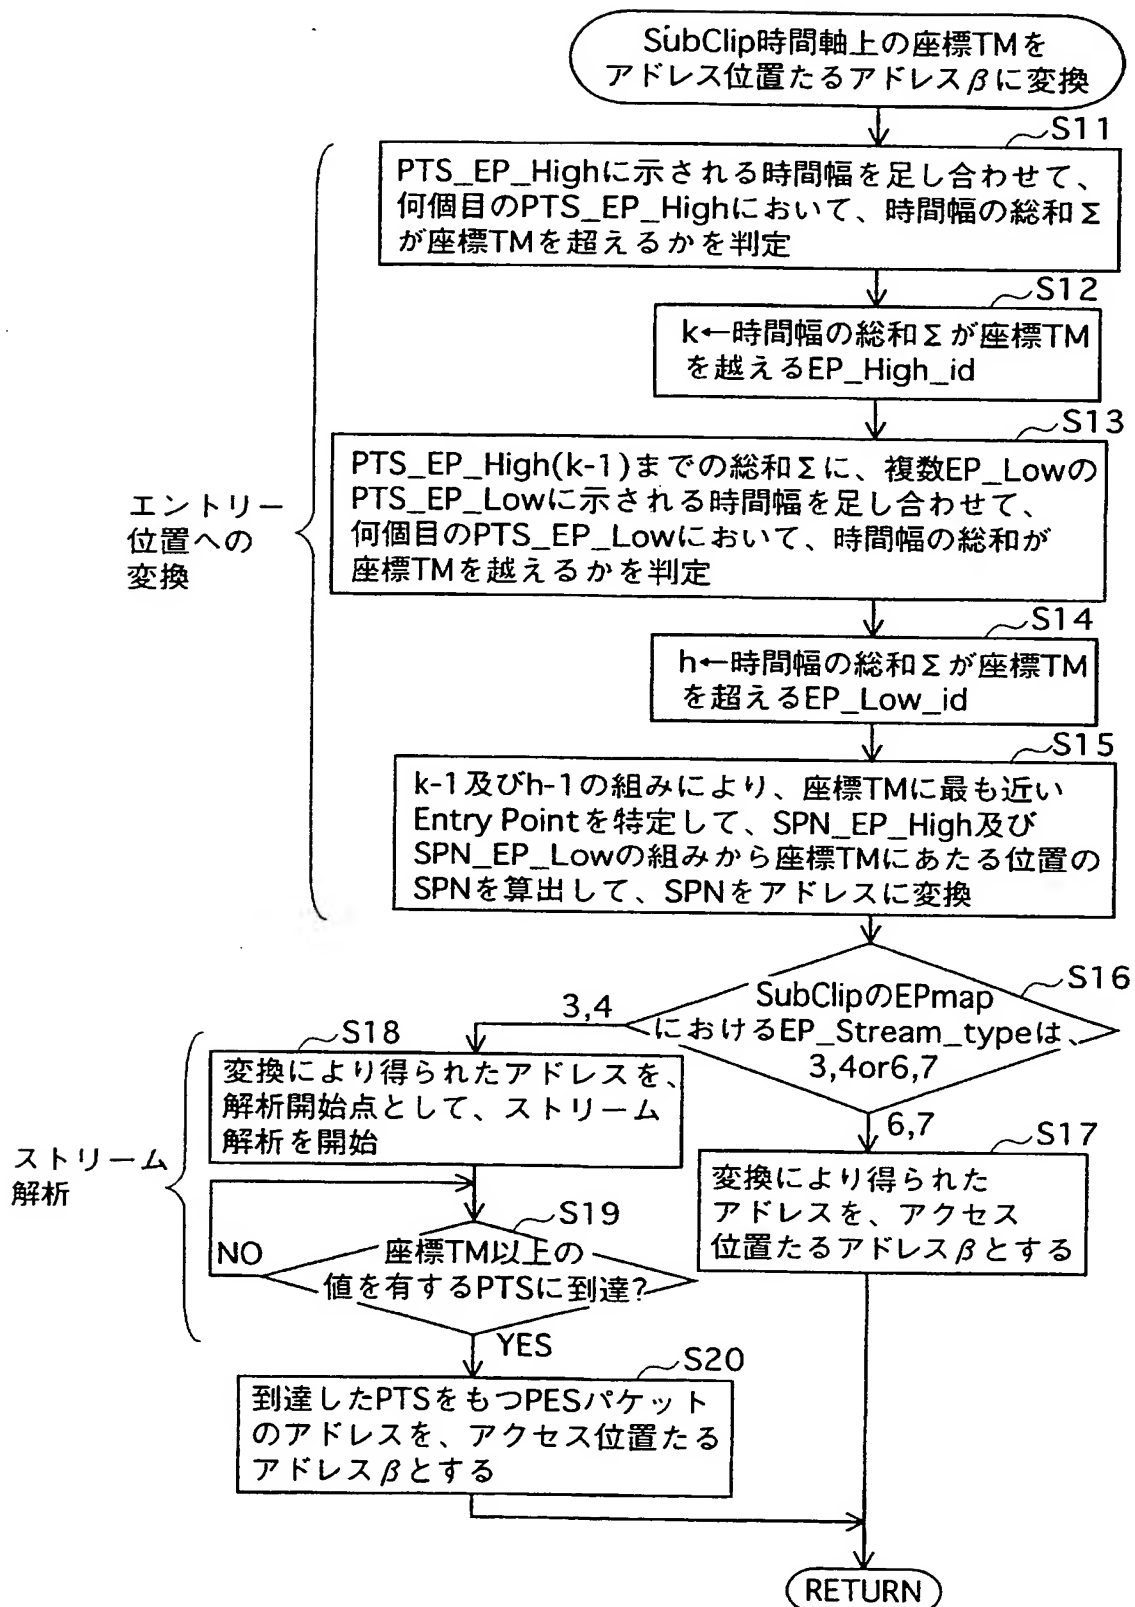 SubClip時間軸上の座標TMを
アドレス位置たるアドレスβに変換
S11
PTS_EP_Highに示される時間幅を足し合わせて、
何個目のPTS_EP_Highにおいて、時間幅の総和Σ
が座標TMを超えるかを判定
S12
k←時間幅の総和Σが座標TM
を越えるEP_High_id
S13
PTS_EP_High(k-1)までの総和Σに、複数EP_Lowの
PTS_EP_Lowに示される時間幅を足し合わせて、
何個目のPTS_EP_Lowにおいて、時間幅の総和が
座標TMを越えるかを判定
エントリー
位置への
変換
S14
h←時間幅の総和Σが座標TM
を超えるEP_Low_id
S15
k-1及びh-1の組みにより、座標TMに最も近い
Entry Pointを特定して、SPN_EP_High及び
SPN_EP_Lowの組みから座標TMにあたる位置の
SPNを算出して、SPNをアドレスに変換
S16
SubClipのEPmap
におけるEP_Stream_typeは、
3,4or6,7
3,4
6,7
S18
変換により得られたアドレスを、
解析開始点として、ストリーム
解析を開始
S17
変換により得られた
アドレスを、アクセス
位置たるアドレスβとする
ストリーム
解析
S19
座標TM以上の
値を有するPTSに到達?
NO
YES
S20
到達したPTSをもつPESパケット
のアドレスを、アクセス位置たる
アドレスβとする
RETURN